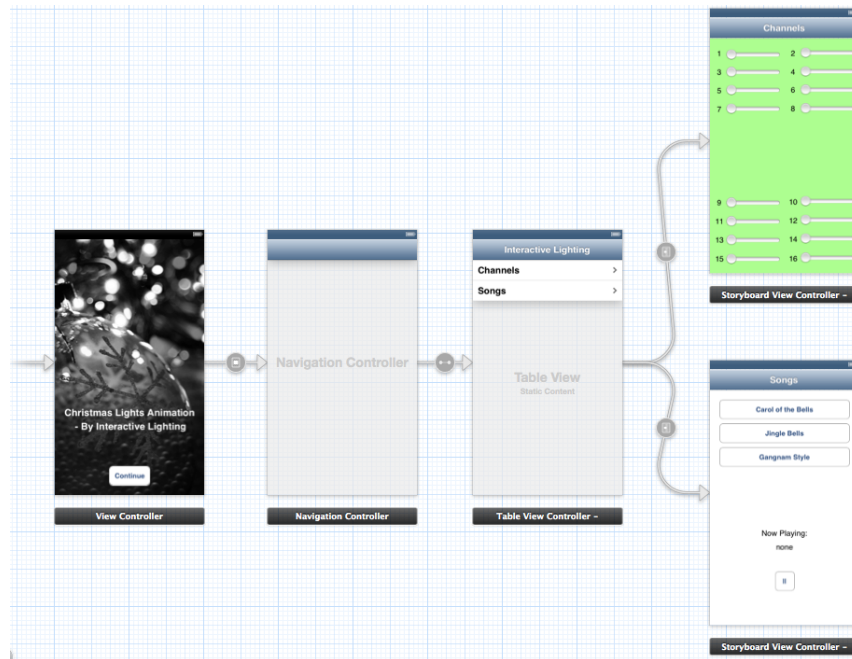 Channels
1 2
3 4
5 6
7 8
9 10
11 12
13 14
15 16
Storyboard View Controller –
Christmas Lights Animation
- By Interactive Lighting
Continue
View Controller
Navigation Controller
Navigation Controller
Interactive Lighting
Channels
Songs
Table View
Static Content
Table View Controller –
Songs
Carol of the Bells
Jingle Bells
Gangnam Style
Now Playing:
none
Storyboard View Controller –